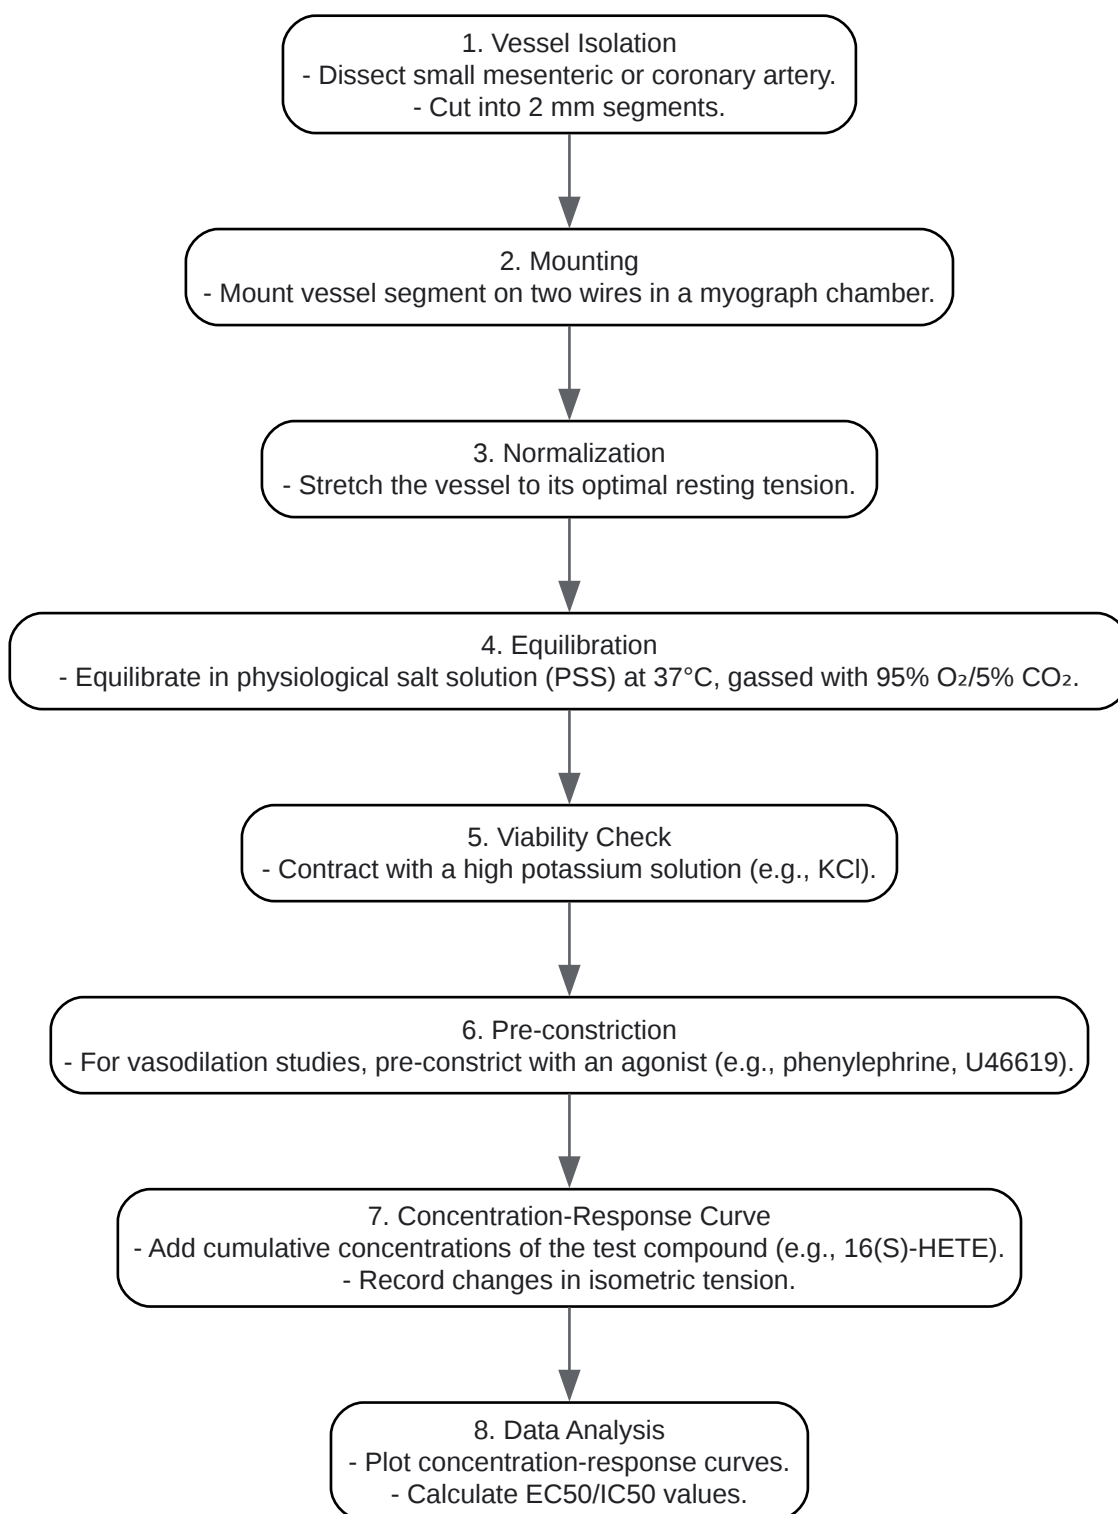 1. Vessel Isolation
- Dissect small mesenteric or coronary artery.
- Cut into 2 mm segments.
2. Mounting
- Mount vessel segment on two wires in a myograph chamber.
3. Normalization
- Stretch the vessel to its optimal resting tension.
4. Equilibration
- Equilibrate in physiological salt solution (PSS) at 37°C, gassed with 95% O₂/5% CO₂.
5. Viability Check
- Contract with a high potassium solution (e.g., KCl).
6. Pre-constriction
- For vasodilation studies, pre-constrict with an agonist (e.g., phenylephrine, U46619).
7. Concentration-Response Curve
- Add cumulative concentrations of the test compound (e.g., 16(S)-HETE).
- Record changes in isometric tension.
8. Data Analysis
- Plot concentration-response curves.
- Calculate EC50/IC50 values.